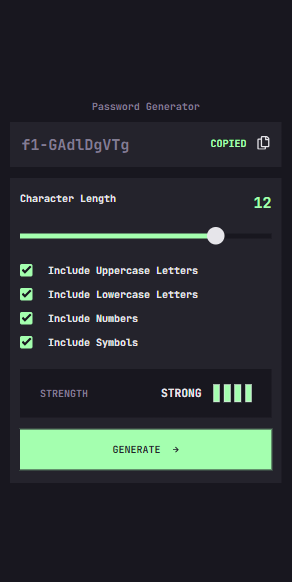 Password Generator
f1-GAdlDgVTg COPIED
Character Length 12
Include Uppercase Letters
Include Lowercase Letters
Include Numbers
Include Symbols
STRENGTH STRONG
GENERATE →